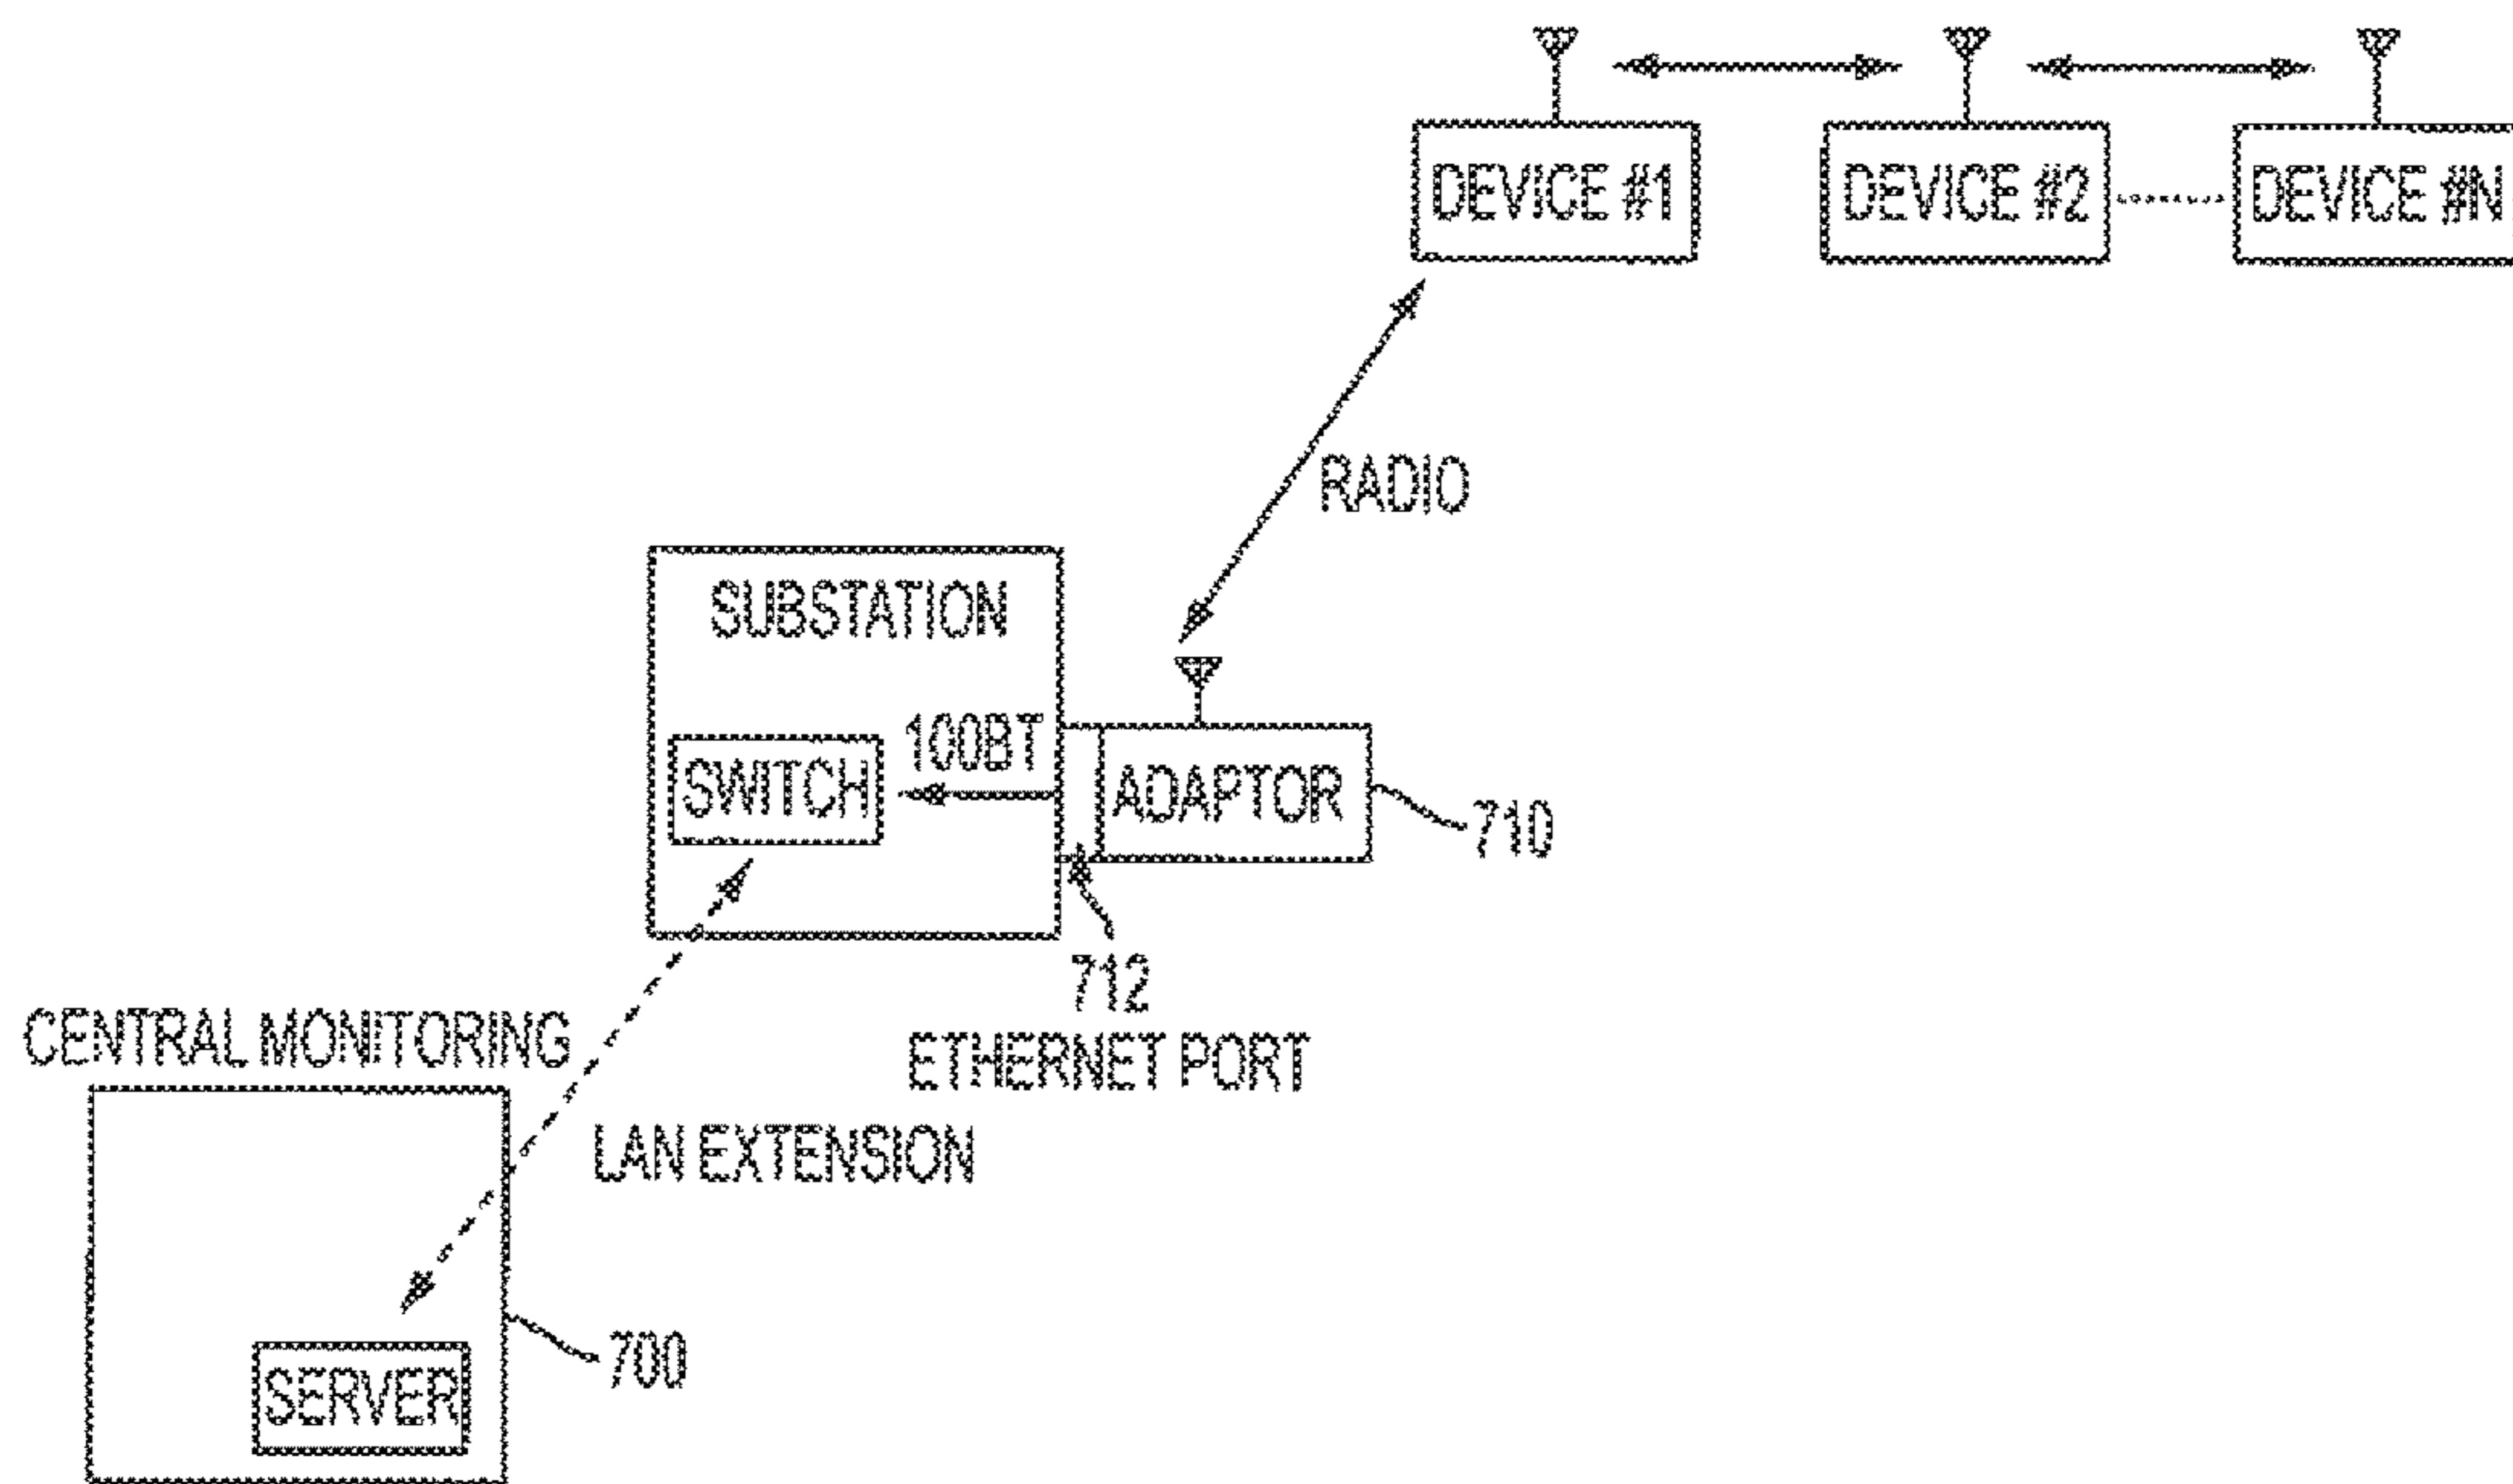 DEVICE #1
DEVICE #2
DEVICE #N
RADIO
SUBSTATION
100BT
SWITCH
ADAPTOR
710
712
ETHERNET PORT
CENTRAL MONITORING
LAN EXTENSION
700
SERVER